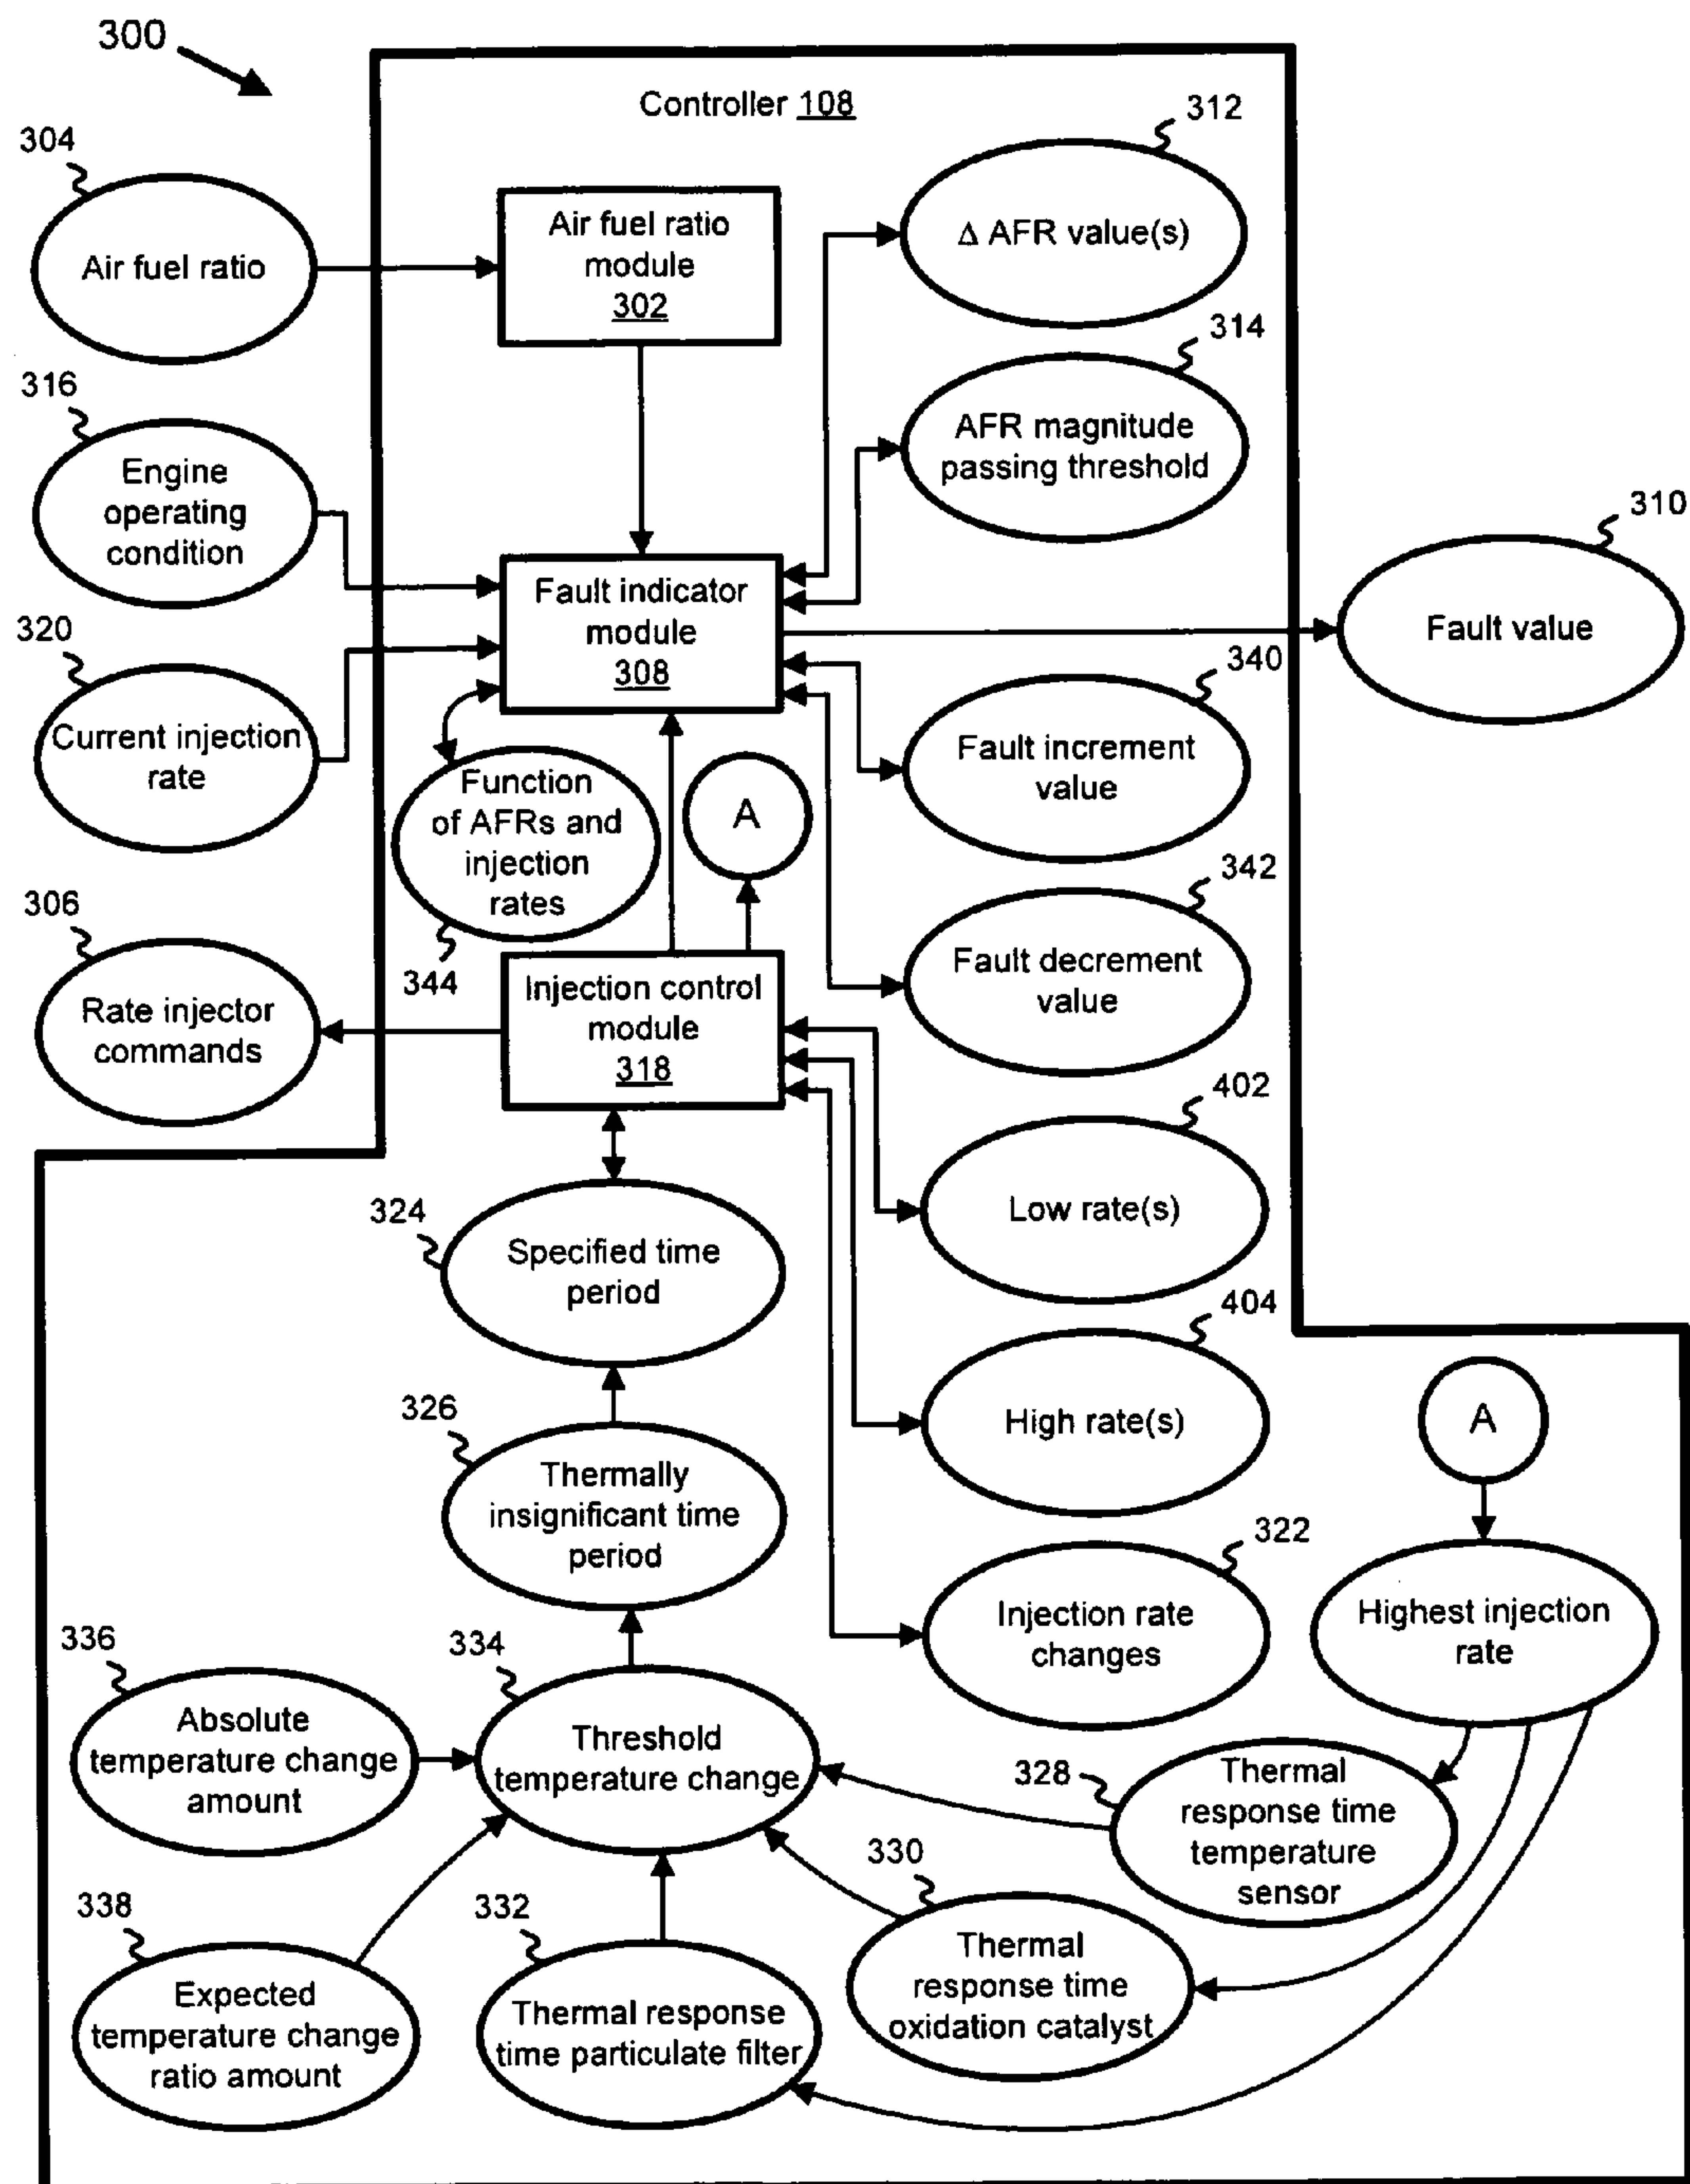 300
Controller 108
304
Air fuel ratio
Air fuel ratio
module
302
312
Δ AFR value(s)
314
AFR magnitude
passing threshold
316
Engine
operating
condition
310
Fault value
Fault indicator
module
308
320
Current injection
rate
340
Fault increment
value
Function
of AFRs and
injection
rates
344
A
342
Fault decrement
value
306
Rate injector
commands
Injection control
module
318
402
Low rate(s)
324
Specified time
period
404
High rate(s)
326
Thermally
insignificant time
period
A
322
Injection rate
changes
Highest injection
rate
336
Absolute
temperature change
amount
334
Threshold
temperature change
328
Thermal
response time
temperature
sensor
330
Thermal
response time
oxidation catalyst
338
Expected
temperature change
ratio amount
332
Thermal response
time particulate filter